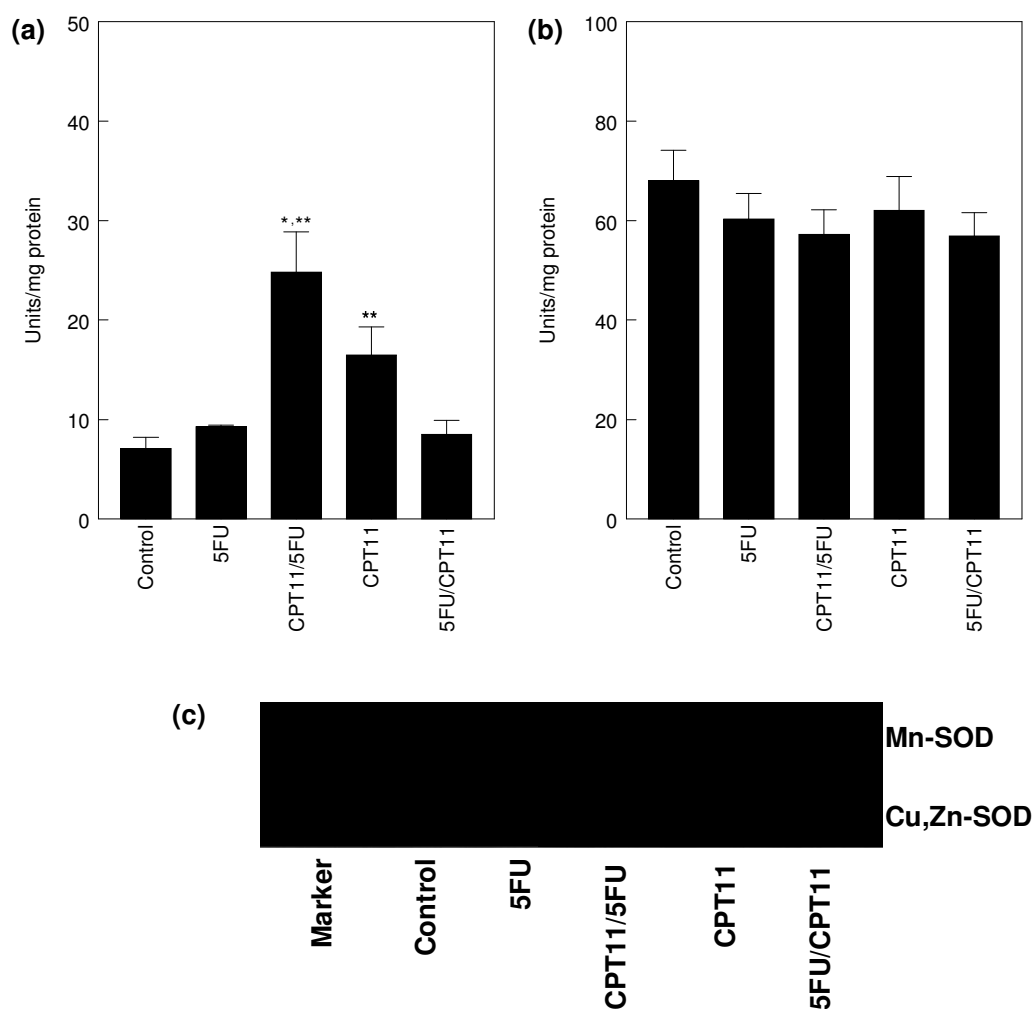 (a)
50
40
30
20
10
0
Units/mg protein
*,**
**
Control
5FU
CPT11/5FU
CPT11
5FU/CPT11
(b)
100
80
60
40
20
0
Units/mg protein
Control
5FU
CPT11/5FU
CPT11
5FU/CPT11
(c)
Mn-SOD
Cu,Zn-SOD
Marker
Control
5FU
CPT11/5FU
CPT11
5FU/CPT11